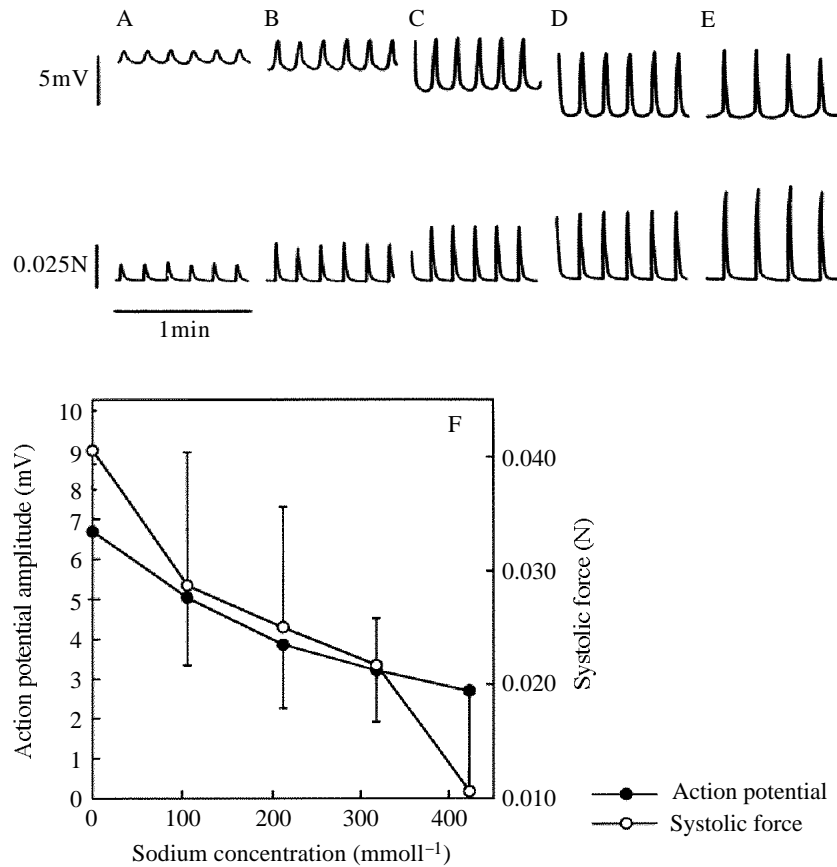 A B C D E
5mV
0.025N
1min
F
10
9
8
7
6
5
4
3
2
1
0
Action potential amplitude (mV)
0.040
0.030
0.020
0.010
Systolic force (N)
0 100 200 300 400
Sodium concentration (mmoll⁻¹)
Action potential
Systolic force